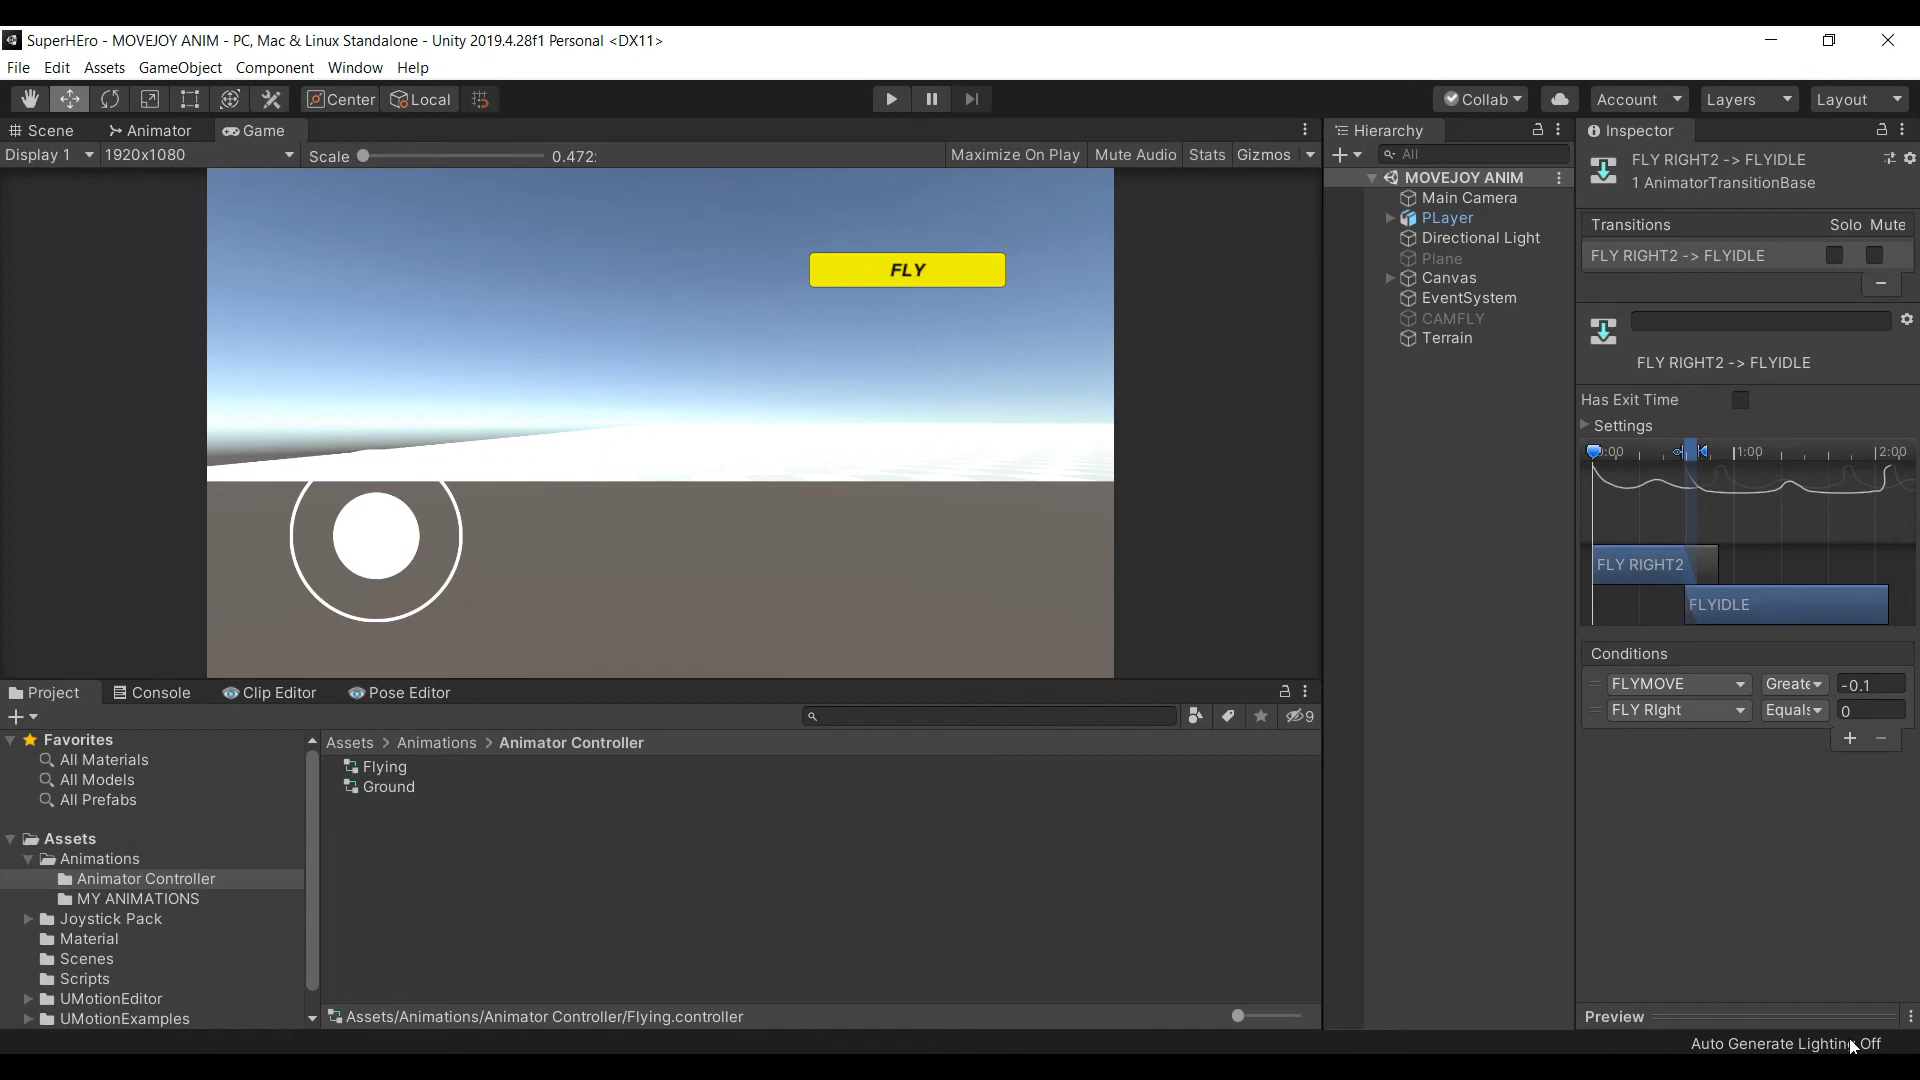 SuperHEro - MOVEJOY ANIM - PC, Mac & Linux Standalone - Unity 2019.4.28f1 Personal <DX11>
File Edit Assets GameObject Component Window Help
Center Local Collab Account Layers Layout
Scene Animator Game
Display 1 1920x1080 Scale 0.472: Maximize On Play Mute Audio Stats Gizmos
FLY
Hierarchy
All
MOVEJOY ANIM
Main Camera
PLayer
Directional Light
Plane
Canvas
EventSystem
CAMFLY
Terrain
Inspector
FLY RIGHT2 -> FLYIDLE
1 AnimatorTransitionBase
Transitions Solo Mute
FLY RIGHT2 -> FLYIDLE
FLY RIGHT2 -> FLYIDLE
Has Exit Time
Settings
0:00 1:00 2:00
FLY RIGHT2
FLYIDLE
Conditions
FLYMOVE Greate -0.1
FLY RIght Equals 0
Preview
Project Console Clip Editor Pose Editor
9
Favorites
All Materials
All Models
All Prefabs
Assets
Animations
Animator Controller
MY ANIMATIONS
Joystick Pack
Material
Scenes
Scripts
UMotionEditor
UMotionExamples
Assets > Animations > Animator Controller
Flying
Ground
Assets/Animations/Animator Controller/Flying.controller
Auto Generate Lighting Off